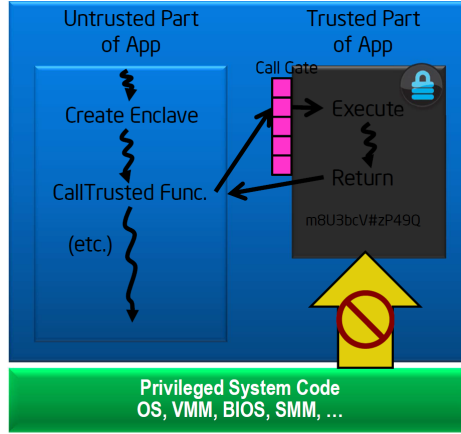 Untrusted Part
of App
Create Enclave
CallTrusted Func.
(etc.)
Trusted Part
of App
Call Gate
Execute
Return
m8U3bcV#zP49Q
Privileged System Code
OS, VMM, BIOS, SMM, …